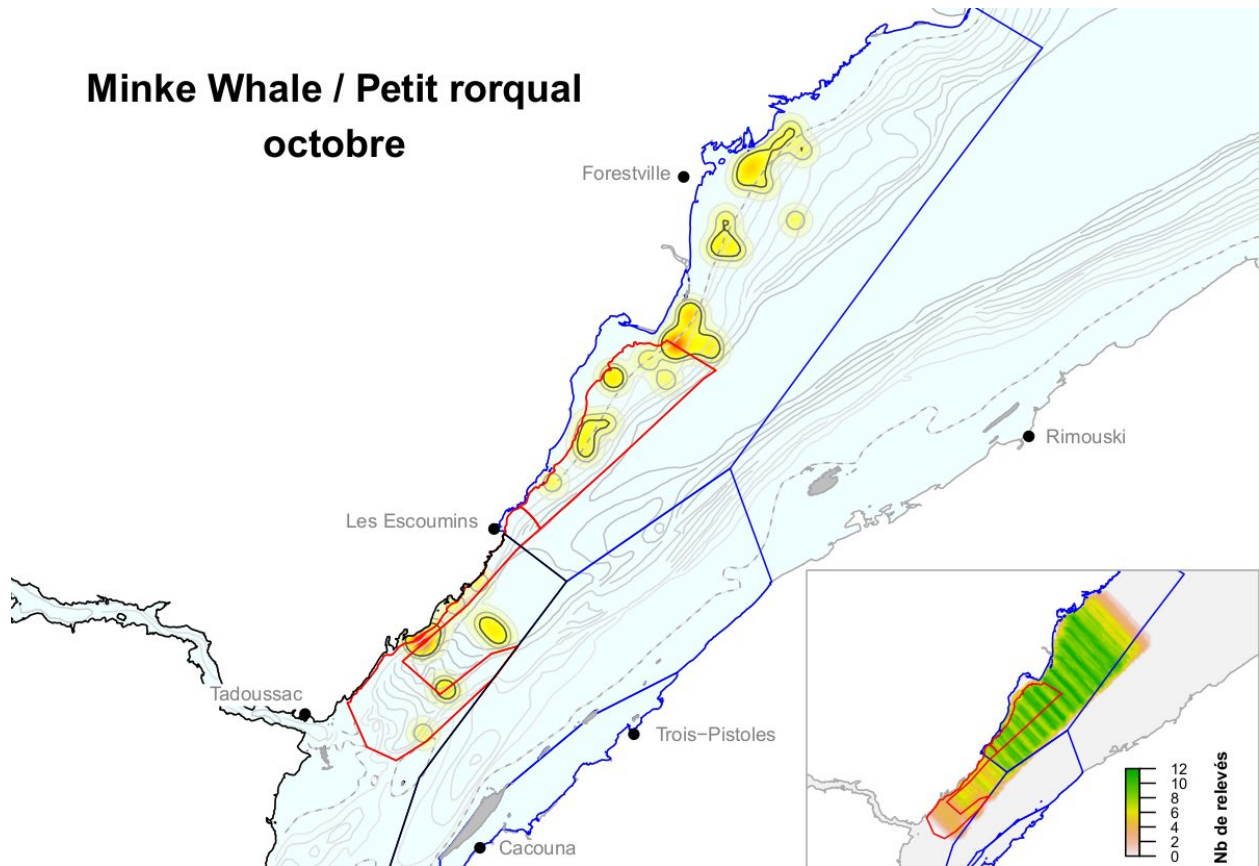 Minke Whale / Petit rorqual
octobre
Forestville
Rimouski
Les Escoumins
Tadoussac
Trois−Pistoles
Cacouna
12
10
8
6
4
2
0
Nb de relevés